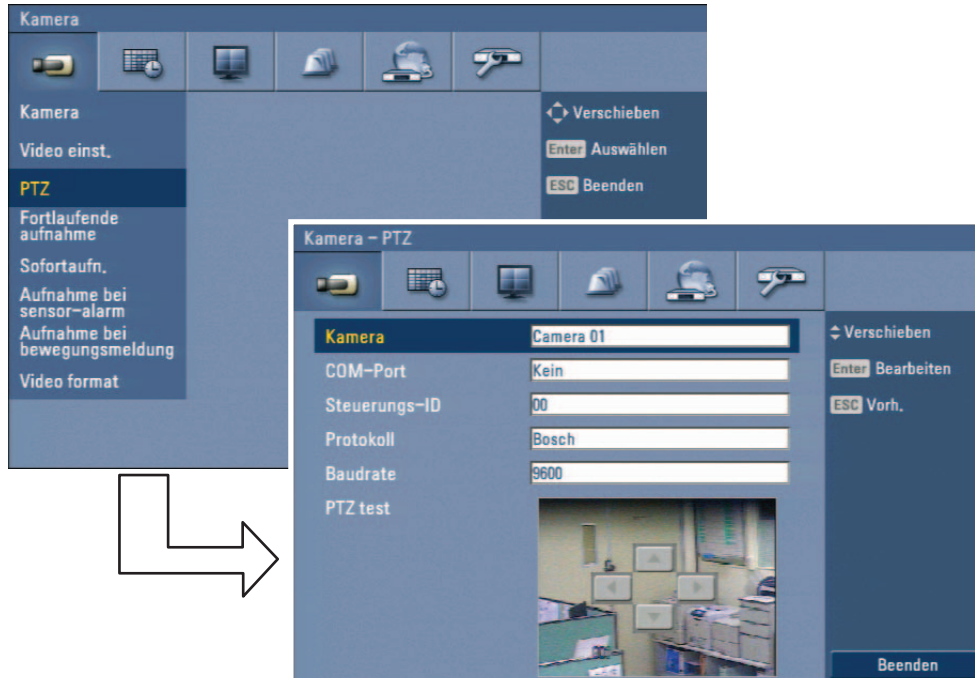 Kamera
Kamera
Video einst.
PTZ
Fortlaufende
aufnahme
Sofortaufn.
Aufnahme bei
sensor-alarm
Aufnahme bei
bewegungsmeldung
Video format
Verschieben
Enter Auswählen
ESC Beenden
Kamera - PTZ
Kamera Camera 01
COM-Port Kein
Steuerungs-ID 00
Protokoll Bosch
Baudrate 9600
PTZ test
Verschieben
Enter Bearbeiten
ESC Vorh.
Beenden